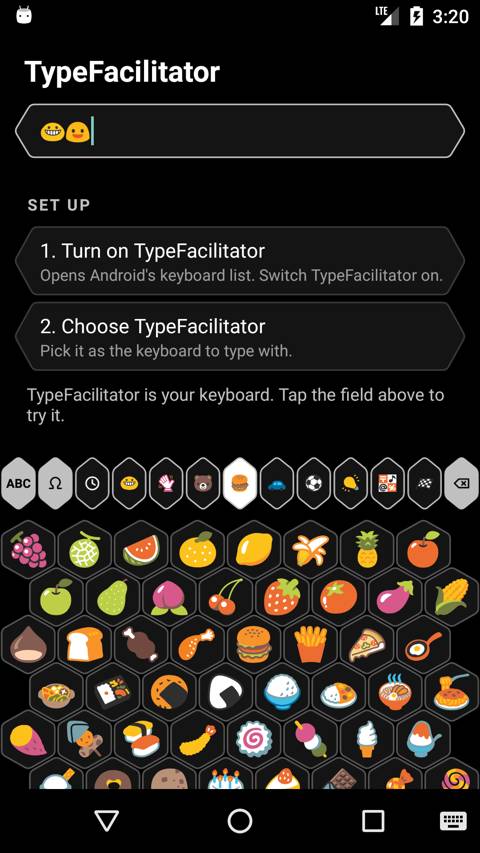 LTE 3:20
TypeFacilitator
😁😀
SET UP
1. Turn on TypeFacilitator
Opens Android's keyboard list. Switch TypeFacilitator on.
2. Choose TypeFacilitator
Pick it as the keyboard to type with.
TypeFacilitator is your keyboard. Tap the field above to
try it.
ABC Ω